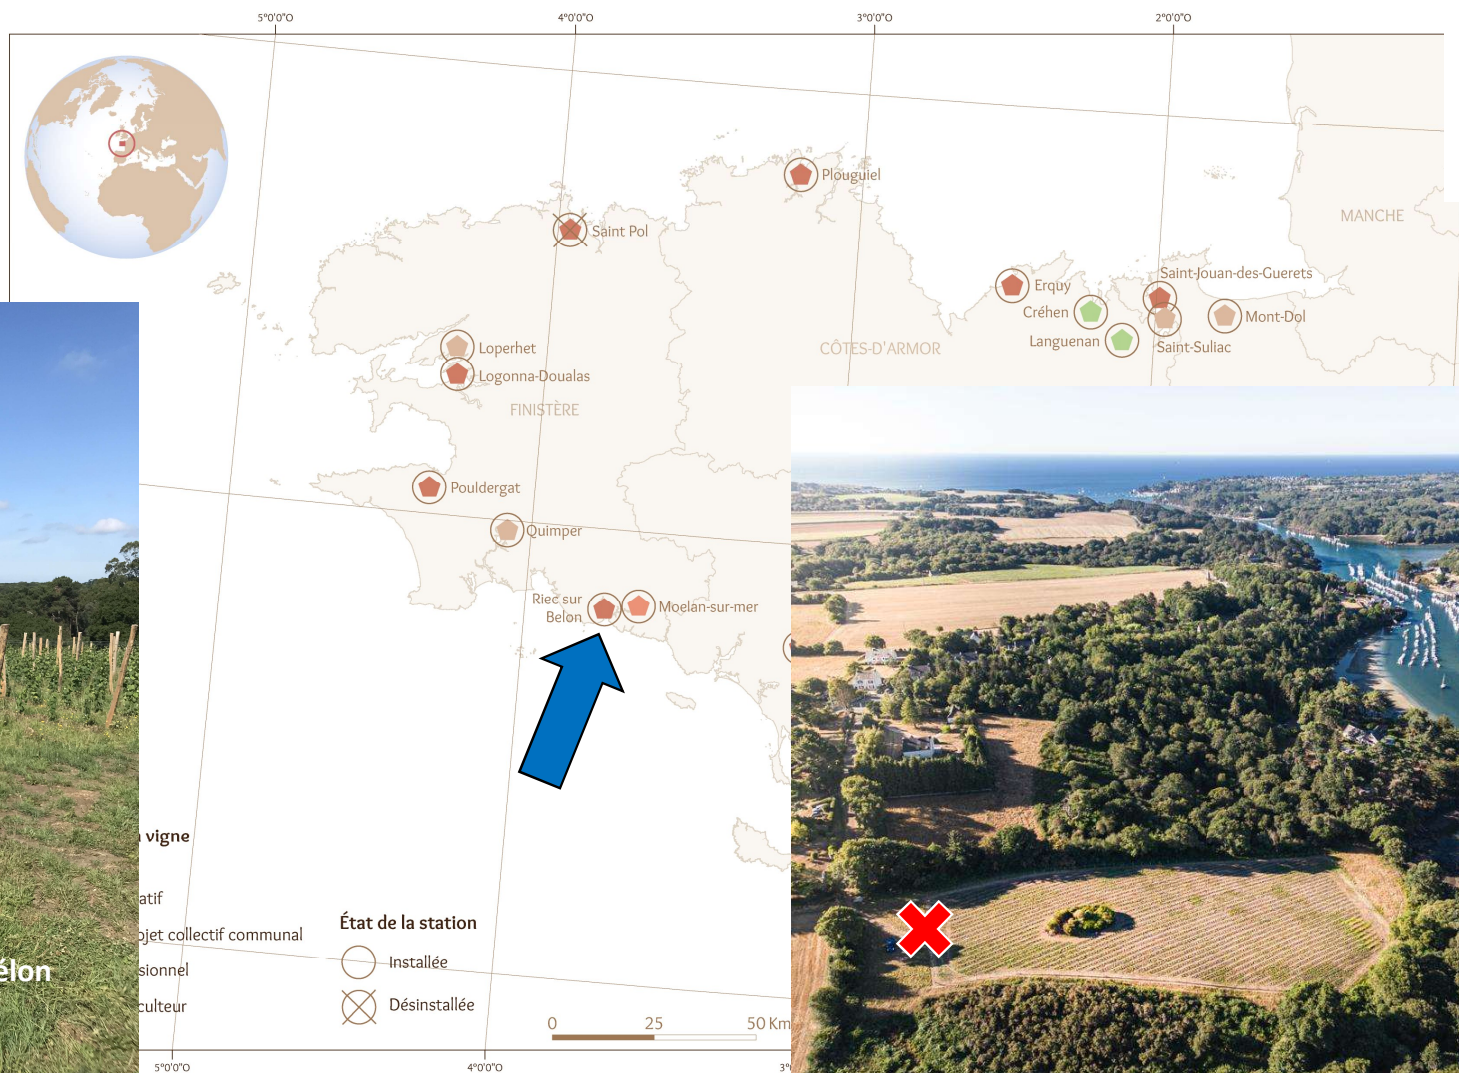 5°0'0"O
4°0'0"O
3°0'0"O
2°0'0"O
Plouguiel
MANCHE
Saint Pol
Saint-Jouan-des-Guerets
Erquy
Créhen
Mont-Dol
Languenan
Saint-Suliac
CÔTES-D'ARMOR
Loperhet
Logonna-Doualas
FINISTÈRE
Pouldergat
Quimper
Riec sur
Belon
Moelan-sur-mer
vigne
atif
ojet collectif communal
sionnel
culteur
élon
État de la station
Installée
Désinstallée
0 25 50 Km
5°0'0"O
4°0'0"O
3°